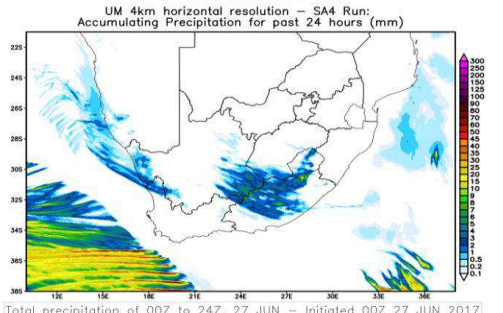 UM 4km horizontal resolution – SA4 Run:
Accumulating Precipitation for past 24 hours (mm)
22S
24S
26S
28S
30S
32S
34S
36S
38S
12E 15E 18E 21E 24E 27E 30E 33E 36E
300
200
150
125
100
90
80
70
60
50
45
40
35
30
25
20
15
10
9
8
7
6
5
4
3
2
1
0.5
0.2
0.1
Total precipitation of 00Z to 24Z, 27 JUN – Initiated 00Z 27 JUN 2017